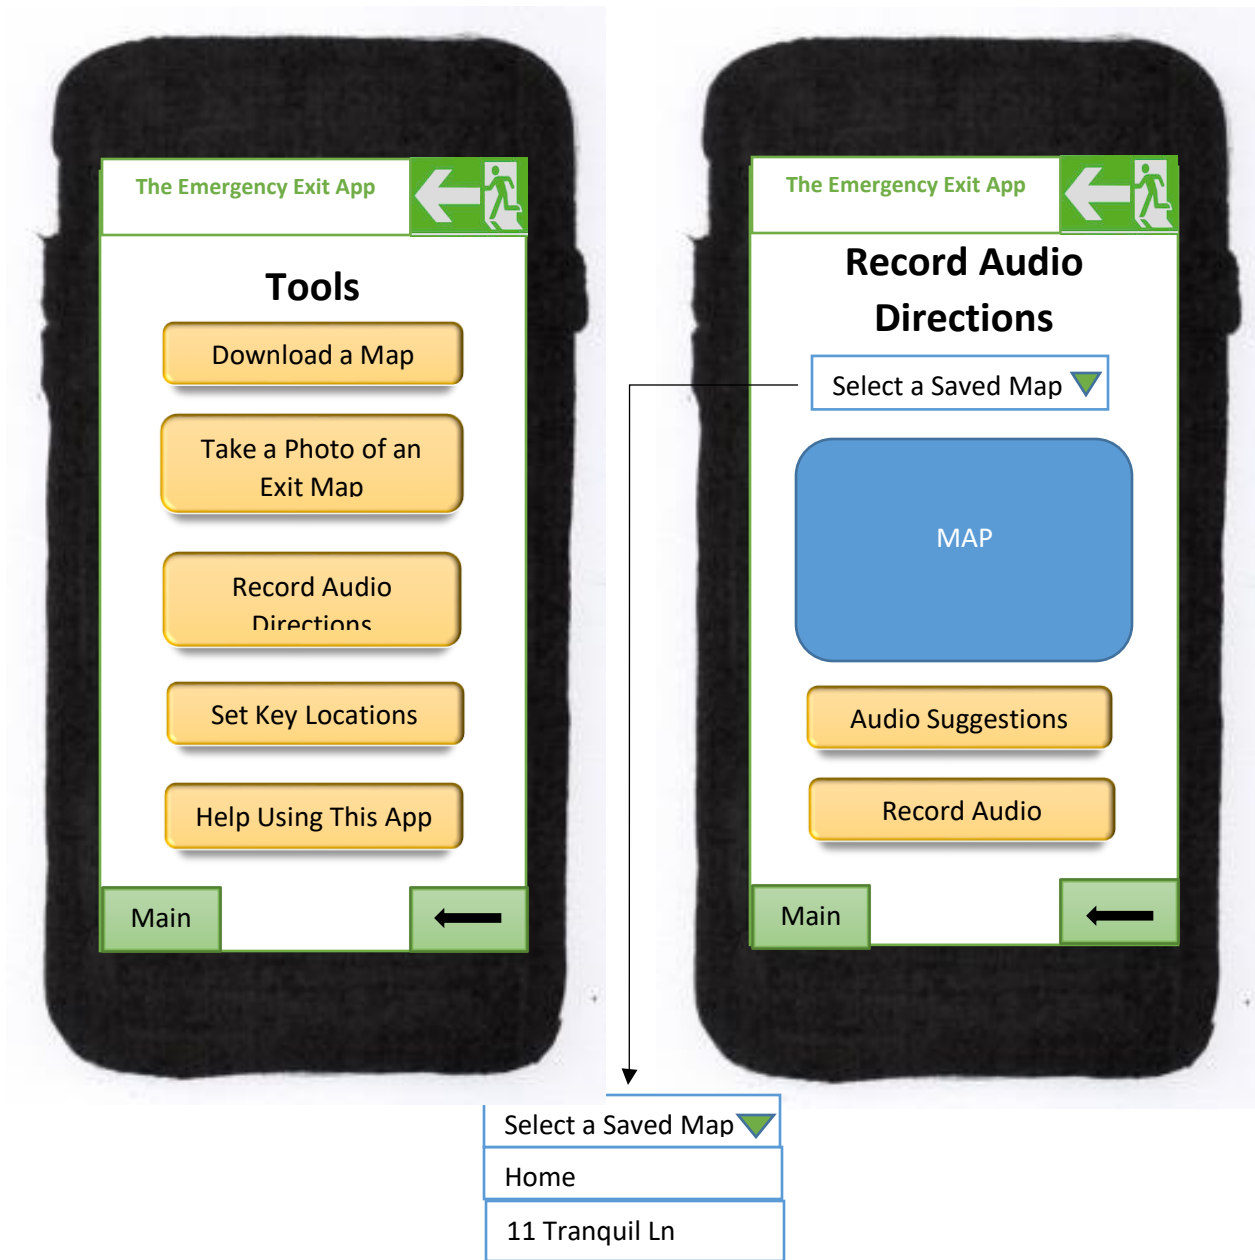 The Emergency Exit App
Tools
Download a Map
Take a Photo of an
Exit Map
Record Audio
Directions
Set Key Locations
Help Using This App
Main
The Emergency Exit App
Record Audio
Directions
Select a Saved Map
MAP
Audio Suggestions
Record Audio
Main
Select a Saved Map
Home
11 Tranquil Ln